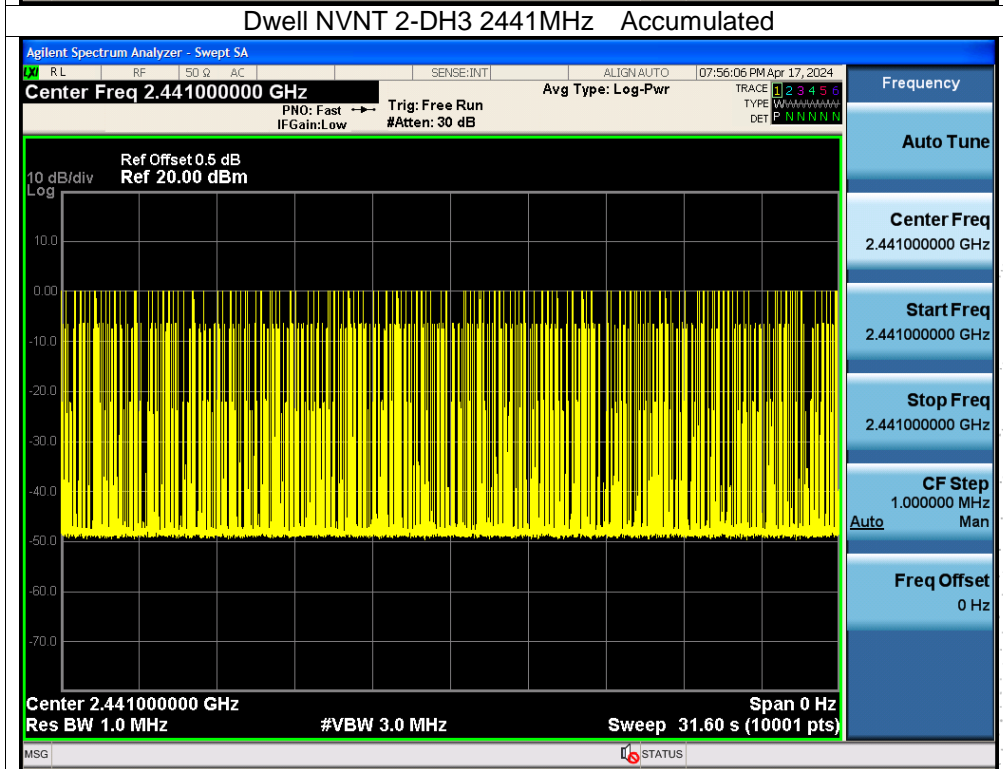 Dwell NVNT 2-DH3 2441MHz Accumulated
Agilent Spectrum Analyzer - Swept SA
LXI RL RF 50 Ω AC SENSE:INT ALIGN AUTO 07:56:06 PM Apr 17, 2024
Center Freq 2.441000000 GHz
PNO: Fast
IFGain:Low
Trig: Free Run
#Atten: 30 dB
Avg Type: Log-Pwr
TRACE 1 2 3 4 5 6
TYPE WWWWWW
DET P N N N N N
Ref Offset 0.5 dB
10 dB/div Ref 20.00 dBm
Log
10.0
0.00
-10.0
-20.0
-30.0
-40.0
-50.0
-60.0
-70.0
Center 2.441000000 GHz Span 0 Hz
Res BW 1.0 MHz #VBW 3.0 MHz Sweep 31.60 s (10001 pts)
MSG STATUS
Frequency
Auto Tune
Center Freq
2.441000000 GHz
Start Freq
2.441000000 GHz
Stop Freq
2.441000000 GHz
CF Step
1.000000 MHz
Auto Man
Freq Offset
0 Hz